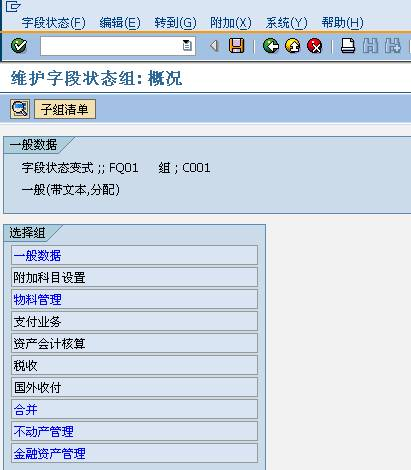 字段状态(F) 编辑(E) 转到(G) 附加(X) 系统(Y) 帮助(H)
维护字段状态组:概况
子组清单
一般数据
字段状态变式;; FQ01 组;C001
一般(带文本,分配)
选择组
一般数据
附加科目设置
物料管理
支付业务
资产会计核算
税收
国外收付
合并
不动产管理
金融资产管理